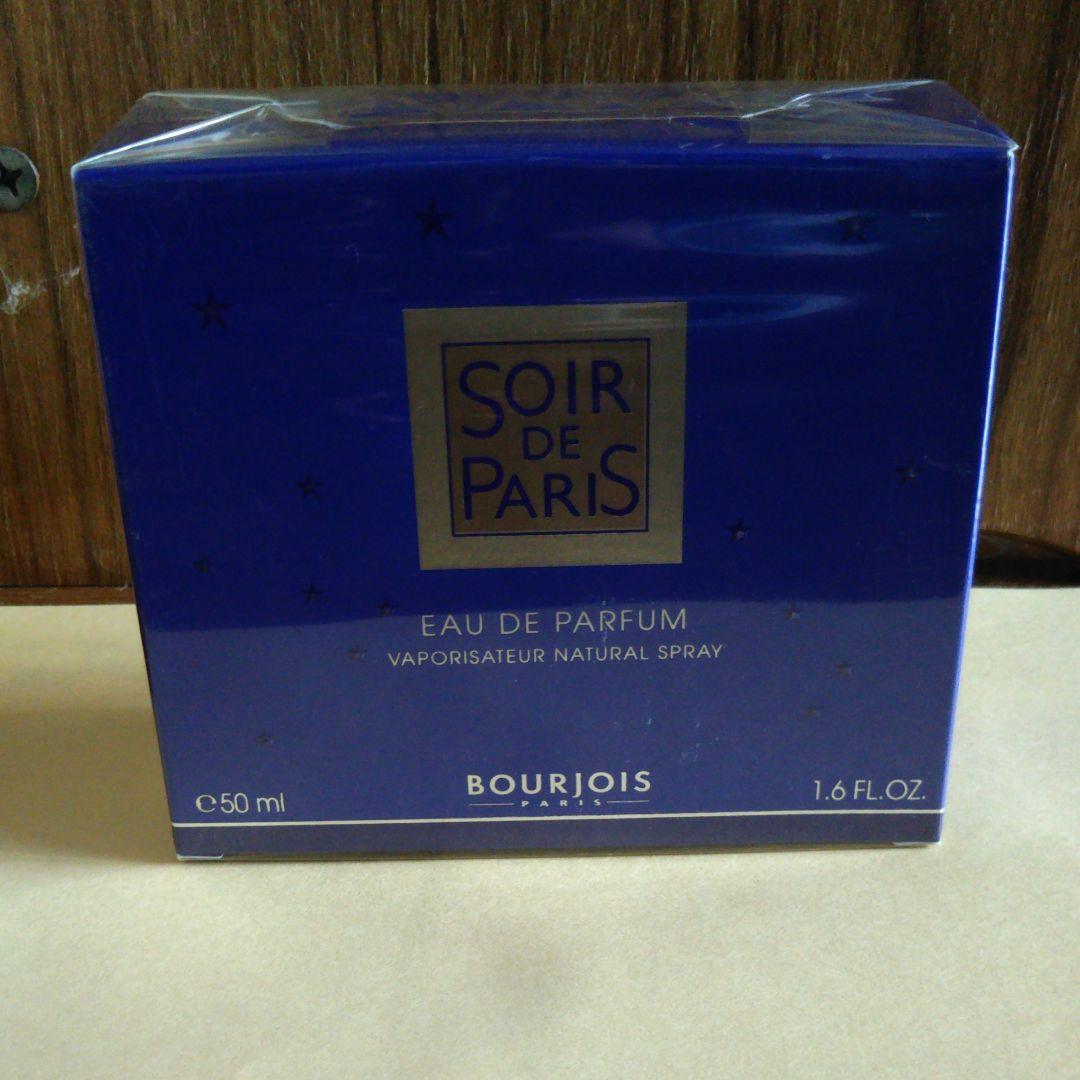 SOIR
DE
PARIS
EAU DE PARFUM
VAPORISATEUR NATURAL SPRAY
BOURJOIS
PARIS
℮50 ml
1.6 FL.OZ.